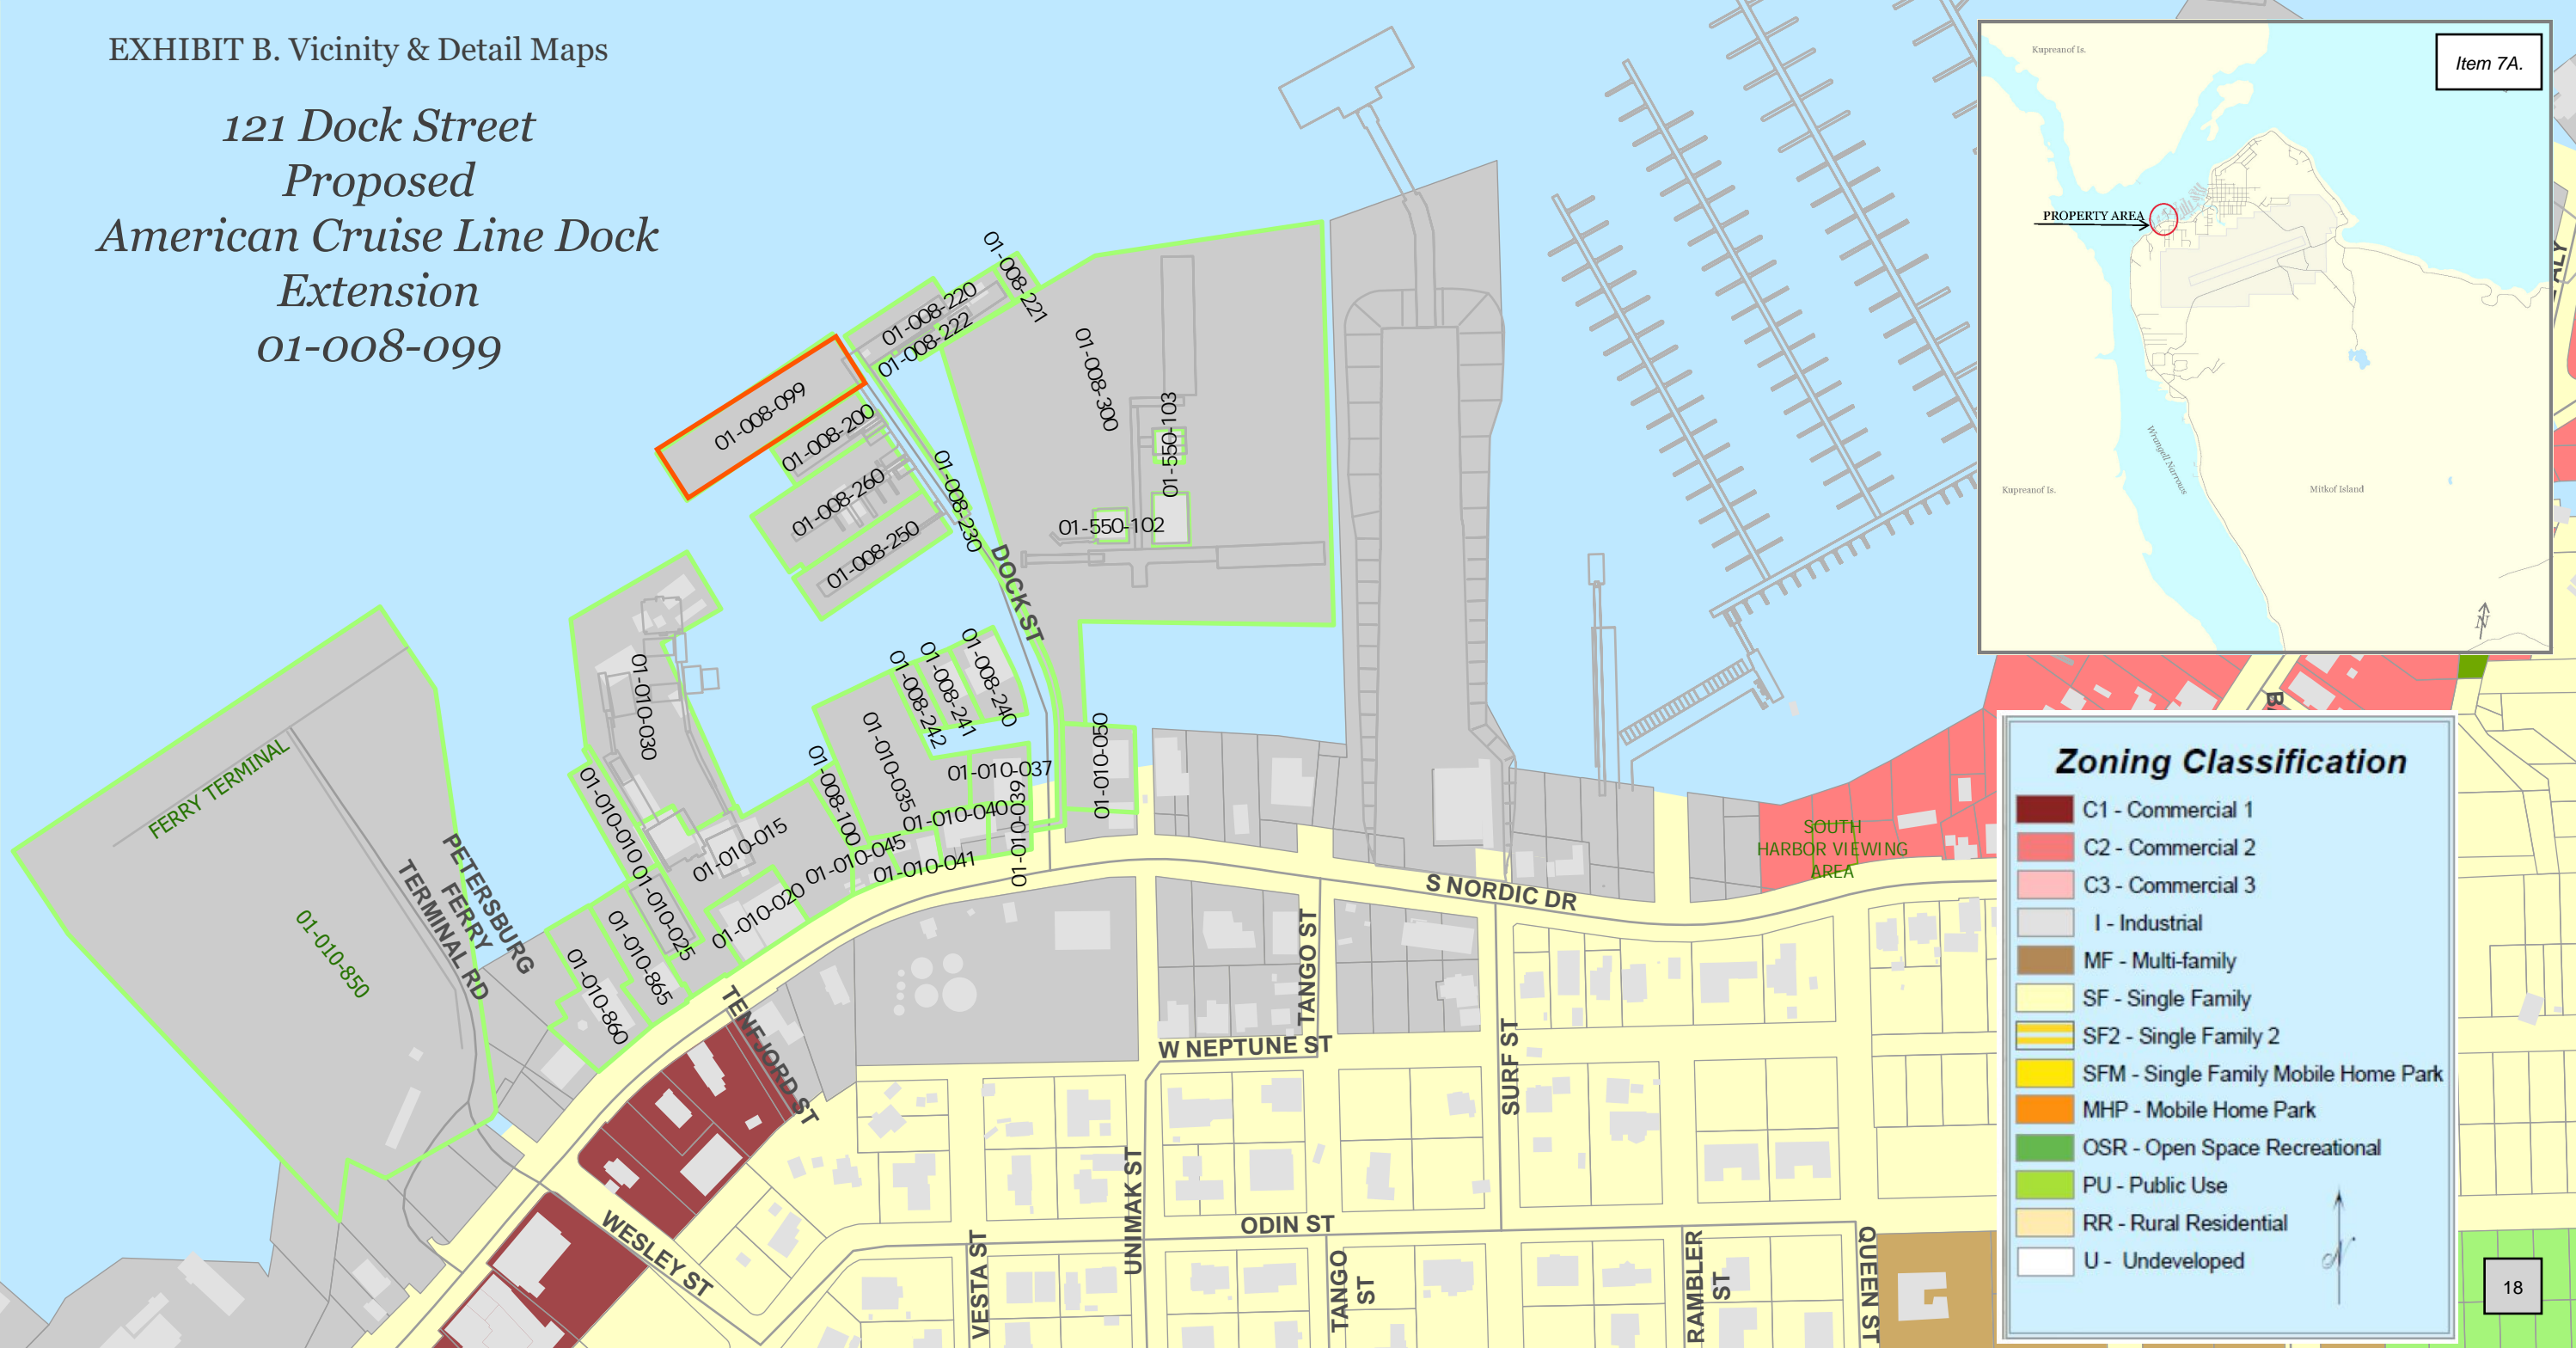 EXHIBIT B. Vicinity & Detail Maps
121 Dock Street
Proposed
American Cruise Line Dock
Extension
01-008-099
Item 7A.
Kupreanof Is.
PROPERTY AREA
Wrangell Narrows
Kupreanof Is.
Mitkof Island
N
01-008-221
01-008-220
01-008-222
01-008-099
01-008-200
01-008-260
01-008-250
01-008-230
01-008-300
01-550-103
01-550-102
DOCK ST
01-008-240
01-008-241
01-008-242
01-010-030
01-010-035
01-010-037
01-010-050
01-008-100
01-010-040
01-010-039
01-010-010
01-010-015
01-010-045
01-010-041
01-010-020
01-010-025
01-010-865
01-010-860
FERRY TERMINAL
01-010-850
PETERSBURG
FERRY
TERMINAL RD
S NORDIC DR
SOUTH
HARBOR VIEWING
AREA
TENFJORD ST
TANGO ST
W NEPTUNE ST
SURF ST
UNIMAK ST
ODIN ST
WESLEY ST
VESTA ST
TANGO
ST
RAMBLER
ST
QUEEN ST
B
ALY
Zoning Classification
C1 - Commercial 1
C2 - Commercial 2
C3 - Commercial 3
I - Industrial
MF - Multi-family
SF - Single Family
SF2 - Single Family 2
SFM - Single Family Mobile Home Park
MHP - Mobile Home Park
OSR - Open Space Recreational
PU - Public Use
RR - Rural Residential
U - Undeveloped
N
18